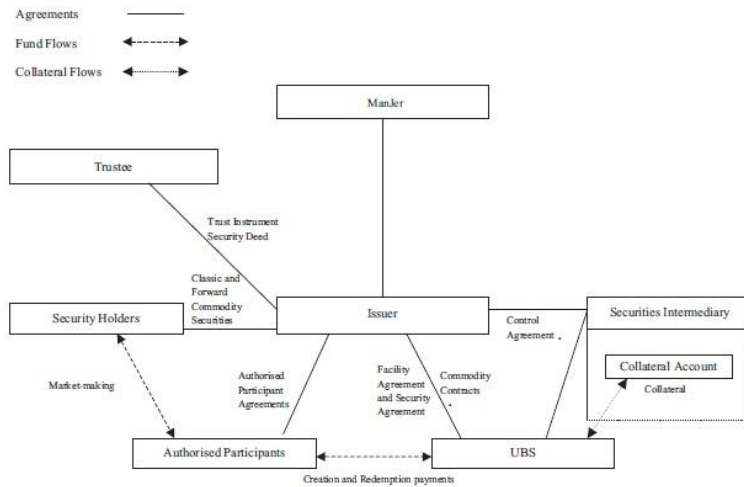 Agreements
Fund Flows
Collateral Flows
ManJer
Trustee
Trust Instrument
Security Deed
Classic and
Forward
Commodity
Securities
Security Holders
Issuer
Control
Agreement
Securities Intermediary
Collateral Account
Collateral
Market-making
Authorised
Participant
Agreements
Facility
Agreement
and Security
Agreement
Commodity
Contracts
Authorised Participants
UBS
Creation and Redemption payments